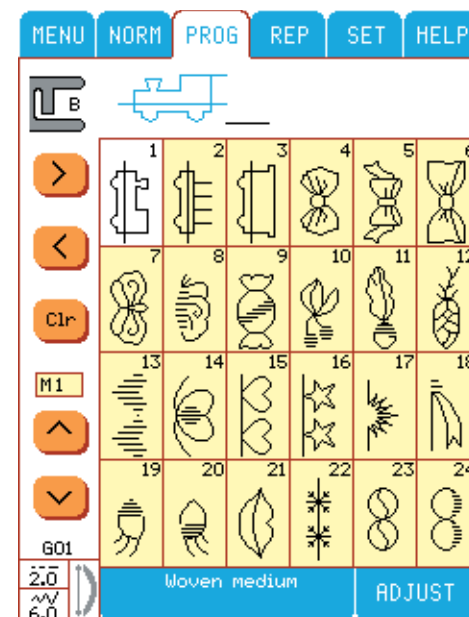 MENU NORM PROG REP SET HELP
B
>
1 2 3 4 5 6
<
7 8 9 10 11 12
Clr
M1
13 14 15 16 17 18
19 20 21 22 23 24
G01
2.0
6.0
Woven medium
ADJUST